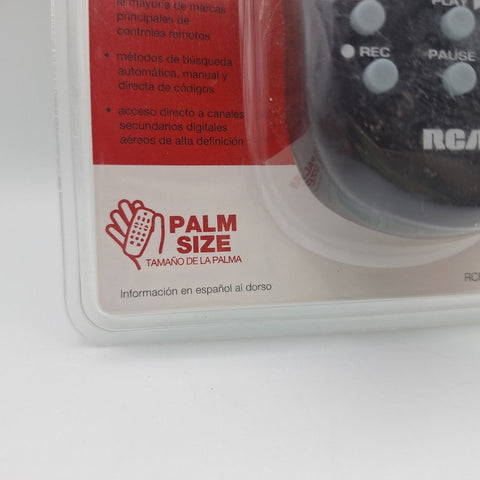 la mayoría de marcas
principales de
controles remotos
• métodos de búsqueda
automática, manual y
directa de códigos
• acceso directo a canales
secundarios digitales
aéreos de alta definición
PLAY
REC
PAUSE
RCA
PALM
SIZE
TAMAÑO DE LA PALMA
Información en español al dorso